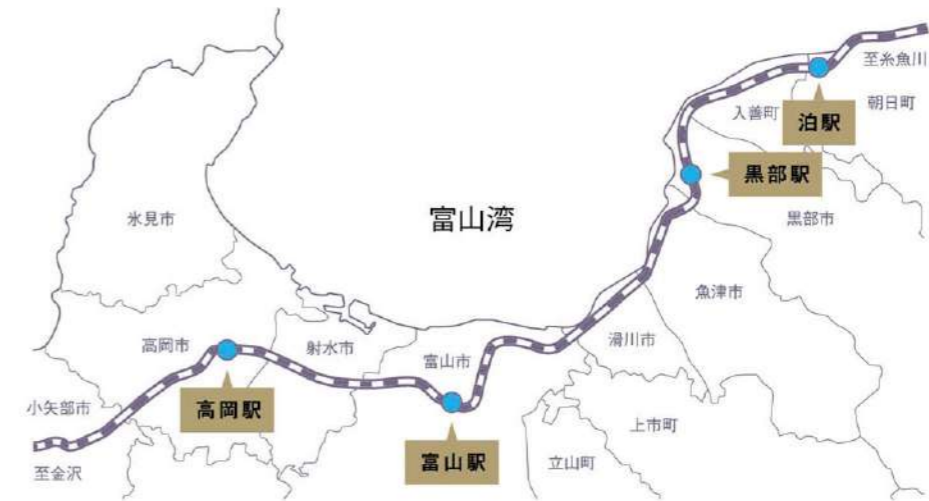 至糸魚川
朝日町
入善町
泊駅
黒部駅
黒部市
富山湾
氷見市
魚津市
滑川市
高岡市
射水市
富山市
小矢部市
高岡駅
上市町
富山駅
立山町
至金沢